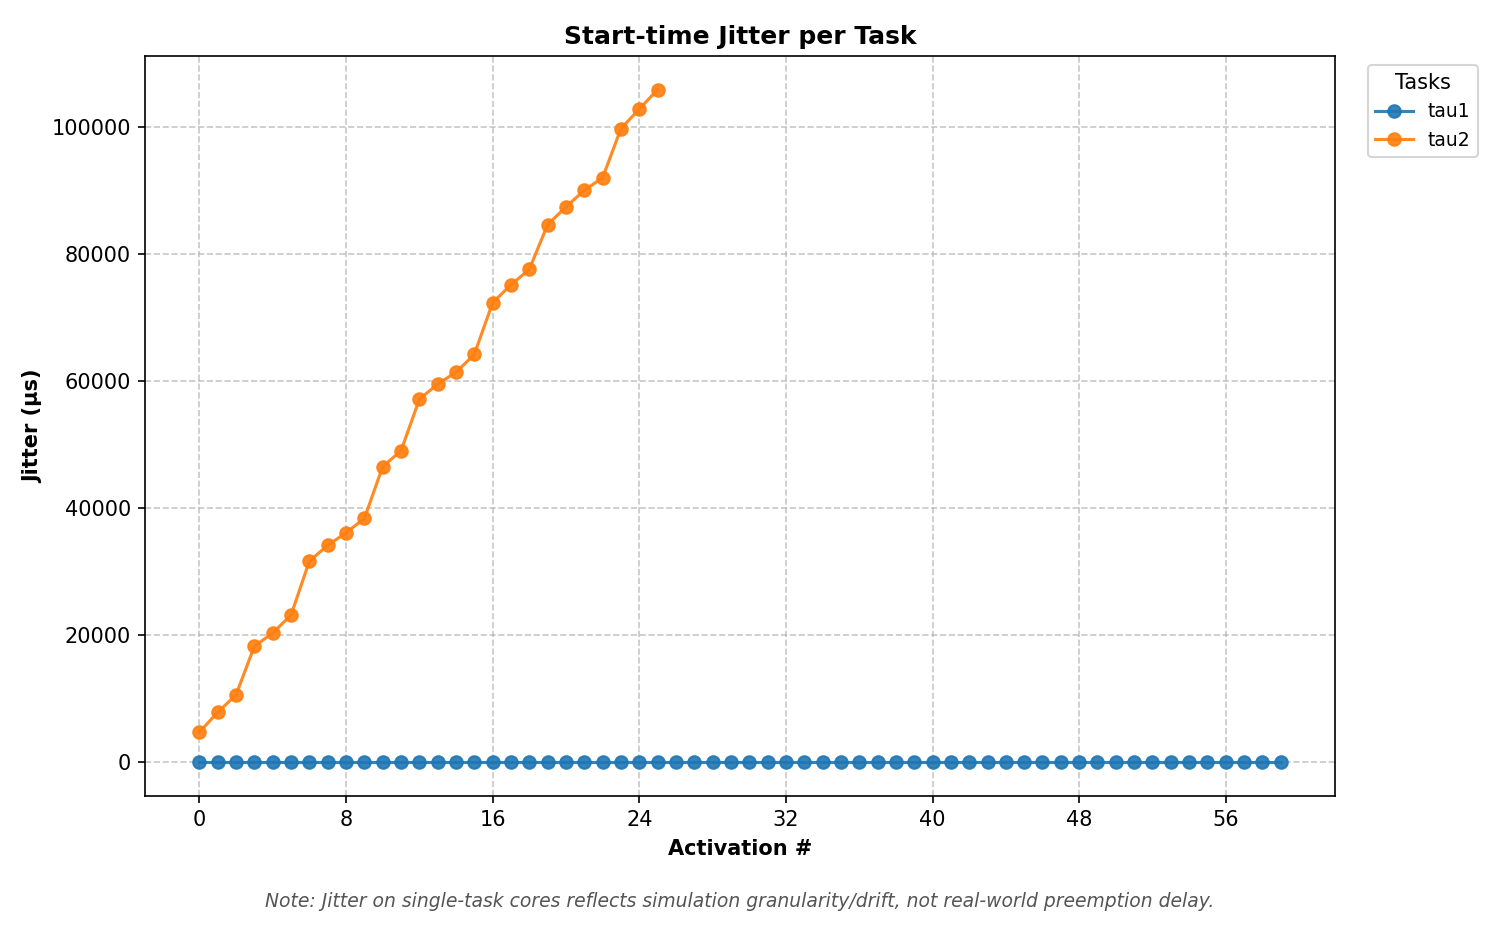 Start-time Jitter per Task
Tasks
tau1
tau2
100000
80000
60000
40000
20000
0
Jitter (µs)
0 8 16 24 32 40 48 56
Activation #
Note: Jitter on single-task cores reflects simulation granularity/drift, not real-world preemption delay.